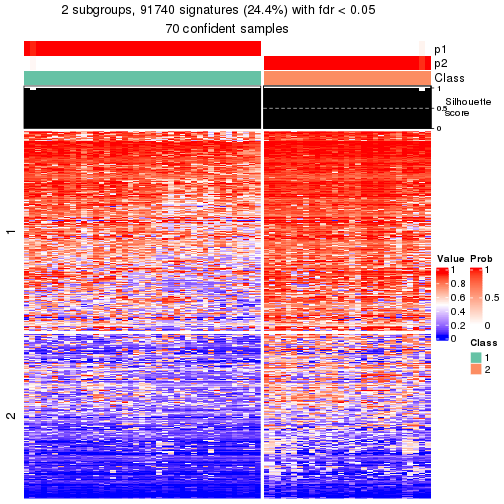 2 subgroups, 91740 signatures (24.4%) with fdr < 0.05
70 confident samples
p1
p2
Class
1
0.5
0
Silhouette
score
1
2
Value
1
0.8
0.6
0.4
0.2
0
Prob
1
0.5
0
Class
1
2